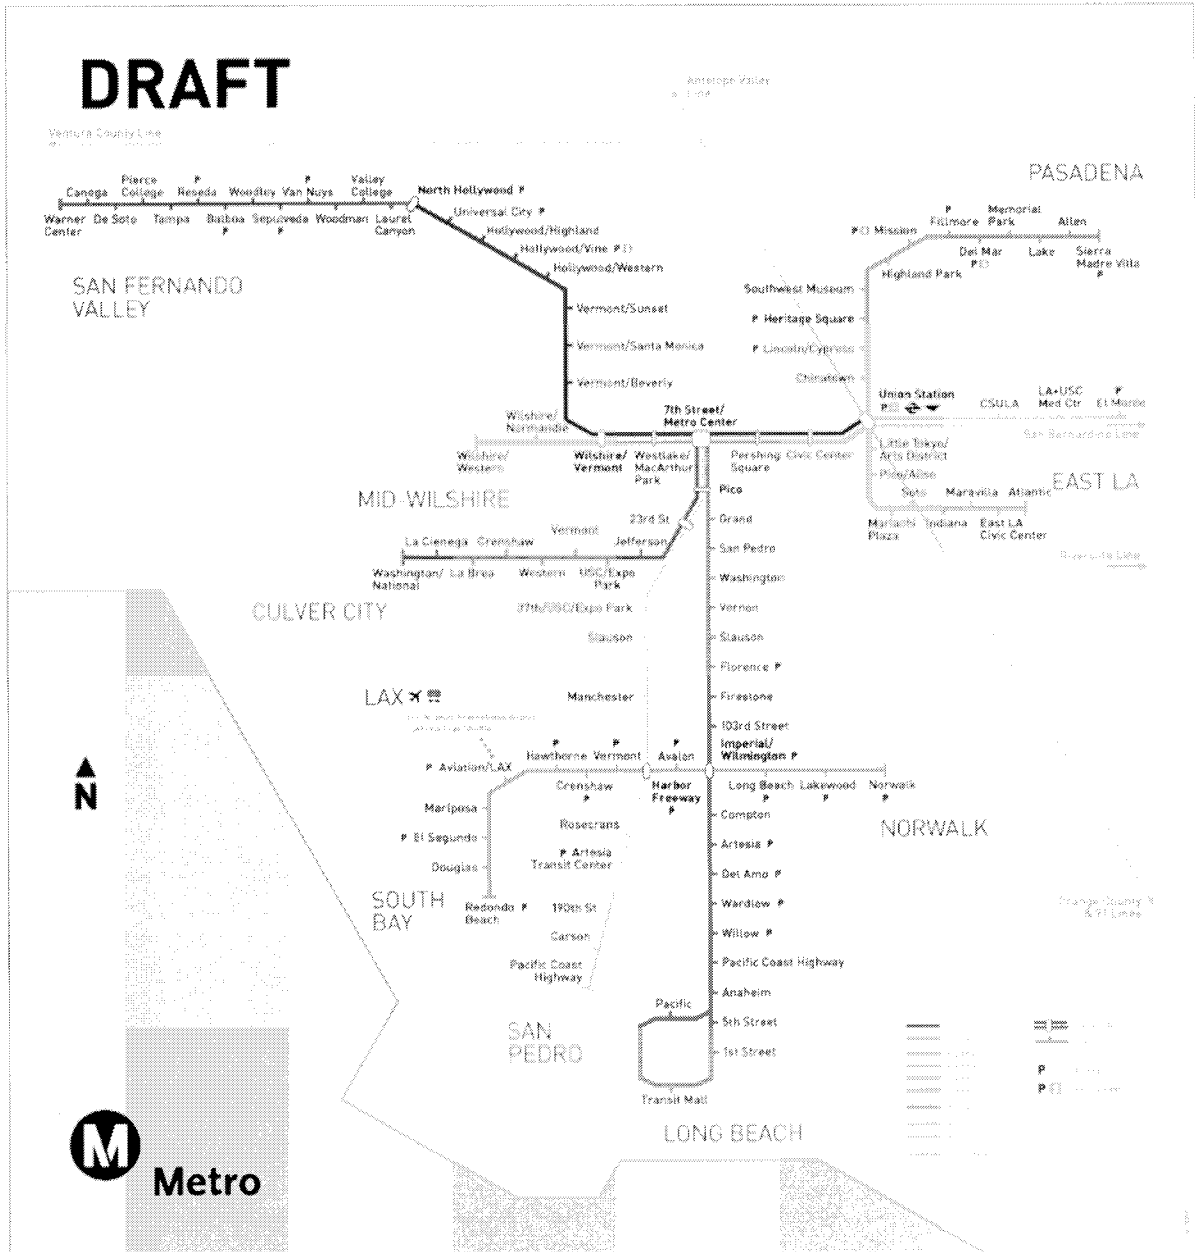 DRAFT
Antelope Valley
Line
Ventura County Line
PASADENA
Canoga
Pierce
College
P
Reseda
Woodley
P
Van Nuys
Valley
College
North Hollywood P
Warner
Center
De Soto
Tampa
Balboa
P
Sepulveda
P
Woodman
Laurel
Canyon
Universal City P
Hollywood/Highland
Hollywood/Vine P
Hollywood/Western
Vermont/Sunset
Vermont/Santa Monica
Vermont/Beverly
SAN FERNANDO
VALLEY
P
Fillmore
Memorial
Park
Allen
P Mission
Del Mar
P
Lake
Sierra
Madre Villa
P
Highland Park
Southwest Museum
P Heritage Square
P Lincoln/Cypress
Chinatown
Union Station
P
CSULA
LA+USC
Med Ctr
P
El Monte
San Bernardino Line
Wilshire/
Normandie
7th Street/
Metro Center
Wilshire/
Western
Wilshire/
Vermont
Westlake/
MacArthur
Park
Pershing
Square
Civic Center
Little Tokyo/
Arts District
Pico/Aliso
EAST LA
Soto
Maravilla
Atlantic
Mariachi
Plaza
Indiana
East LA
Civic Center
Riverside Line
MID-WILSHIRE
Pico
23rd St
Grand
Vermont
San Pedro
La Cienega
Crenshaw
Jefferson
Washington/
National
La Brea
Western
USC/Expo
Park
Washington
CULVER CITY
37th/USC/Expo Park
Vernon
Slauson
Slauson
Florence P
LAX
Manchester
Firestone
103rd Street
P
Hawthorne
P
Vermont
P
Avalon
Imperial/
Wilmington P
P Aviation/LAX
Crenshaw
P
Harbor
Freeway
P
Long Beach
P
Lakewood
P
Norwalk
P
N
Mariposa
Rosecrans
Compton
NORWALK
P El Segundo
P Artesia
Transit Center
Artesia P
Douglas
Del Amo P
SOUTH
BAY
Redondo P
Beach
190th St
Wardlow P
Orange County
& 91 Lines
Carson
Willow P
Pacific Coast
Highway
Pacific Coast Highway
Anaheim
Pacific
5th Street
SAN
PEDRO
1st Street
P
P
Transit Mall
LONG BEACH
M
Metro